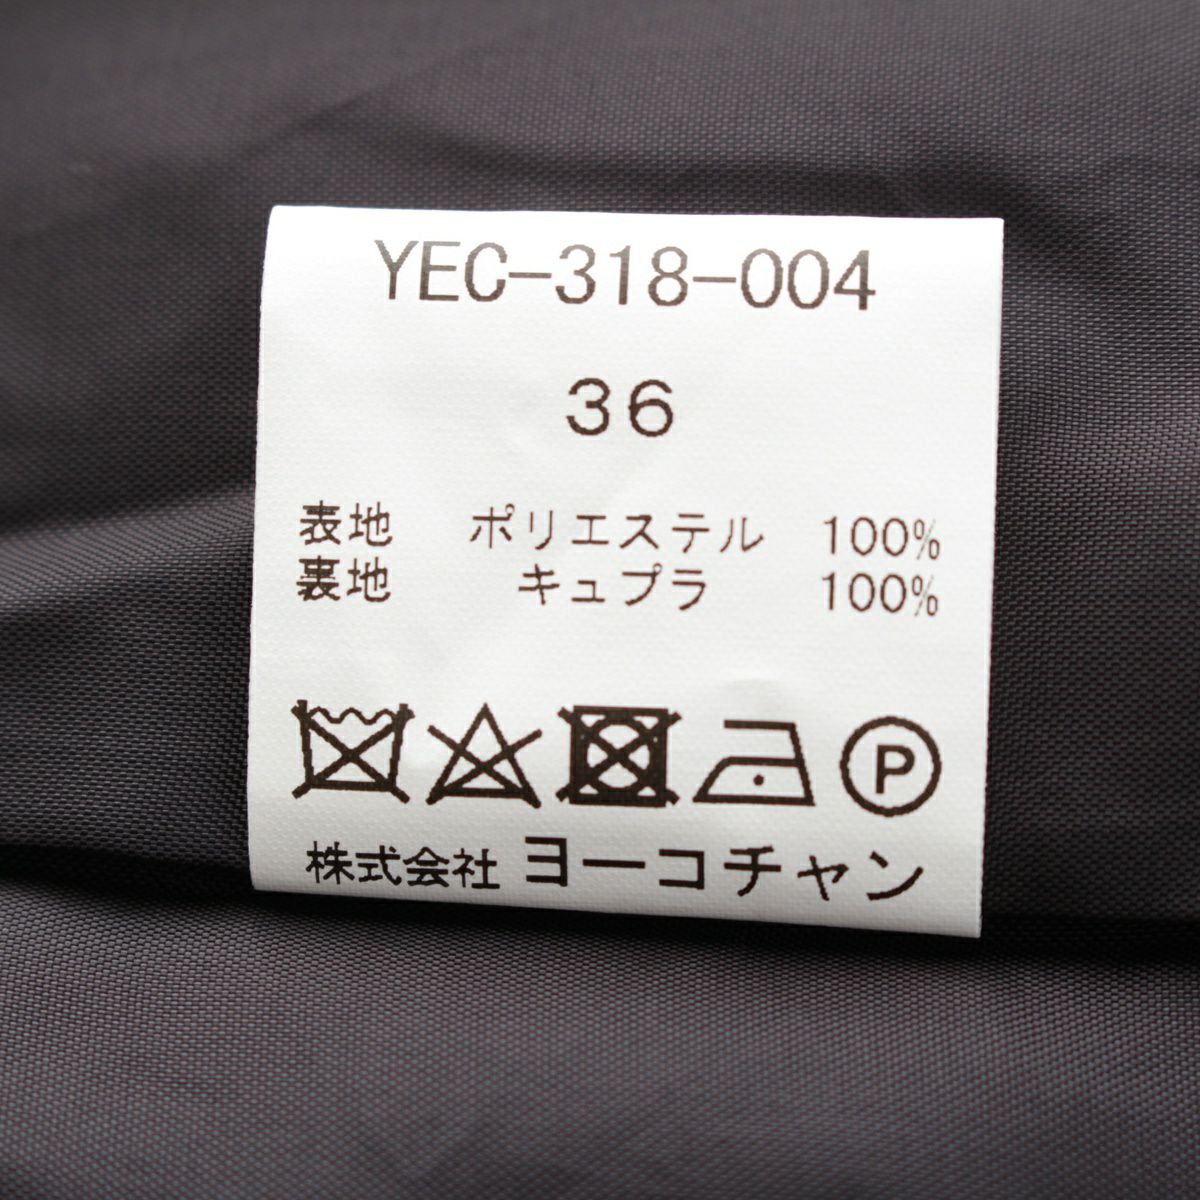 YEC-318-004
36
表地 ポリエステル 100%
裏地 キュプラ 100%
P
株式会社 ヨーコチャン